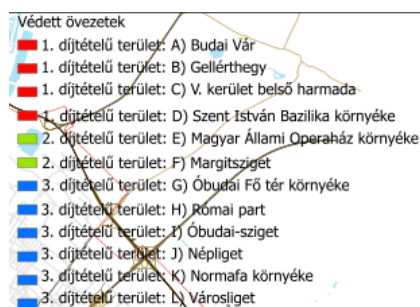 Védett övezetek
1. díjtételű terület: A) Budai Vár
1. díjtételű terület: B) Gellérthegy
1. díjtételű terület: C) V. kerület belső harmada
1. díjtételű terület: D) Szent István Bazilika környéke
2. díjtételű terület: E) Magyar Állami Operaház környéke
2. díjtételű terület: F) Margitsziget
3. díjtételű terület: G) Óbudai Fő tér környéke
3. díjtételű terület: H) Római part
3. díjtételű terület: I) Óbudai-sziget
3. díjtételű terület: J) Népliget
3. díjtételű terület: K) Normafa környéke
3. díjtételű terület: L) Városliget